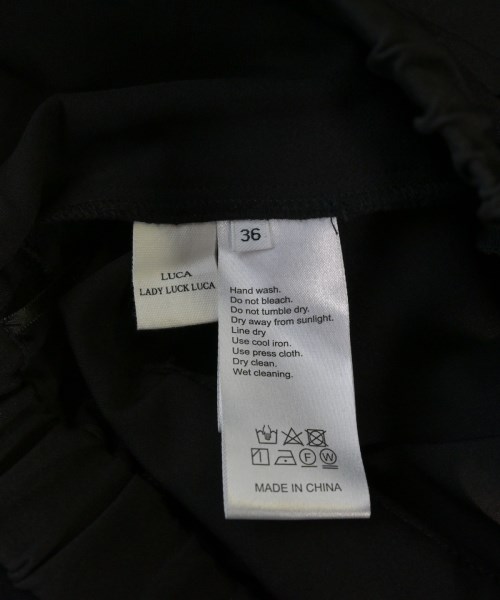 36
LUCA
LADY LUCK LUCA
Hand wash.
Do not bleach.
Do not tumble dry.
Dry away from sunlight.
Line dry
Use cool iron.
Use press cloth.
Dry clean.
Wet cleaning.
F W
MADE IN CHINA